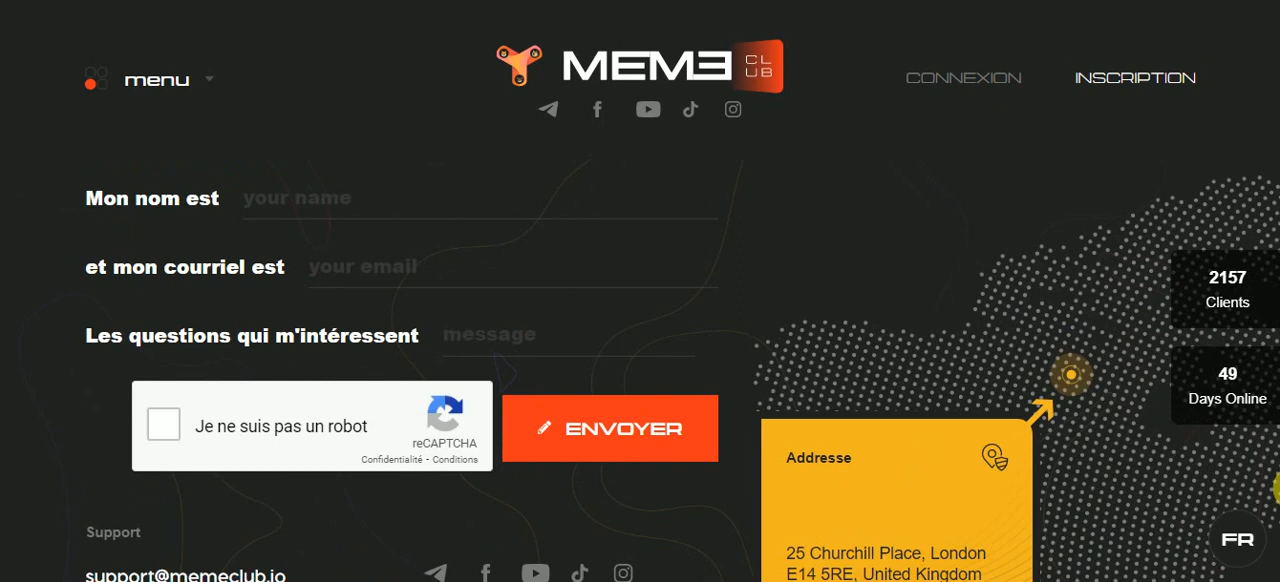 menu
MEME
CL
UB
CONNEXION
INSCRIPTION
Mon nom est
your name
et mon courriel est
your email
Les questions qui m'intéressent
message
2157
Clients
49
Days Online
Je ne suis pas un robot
reCAPTCHA
Confidentialité - Conditions
ENVOYER
Addresse
25 Churchill Place, London
E14 5RE, United Kingdom
FR
Support
support@memeclub.io